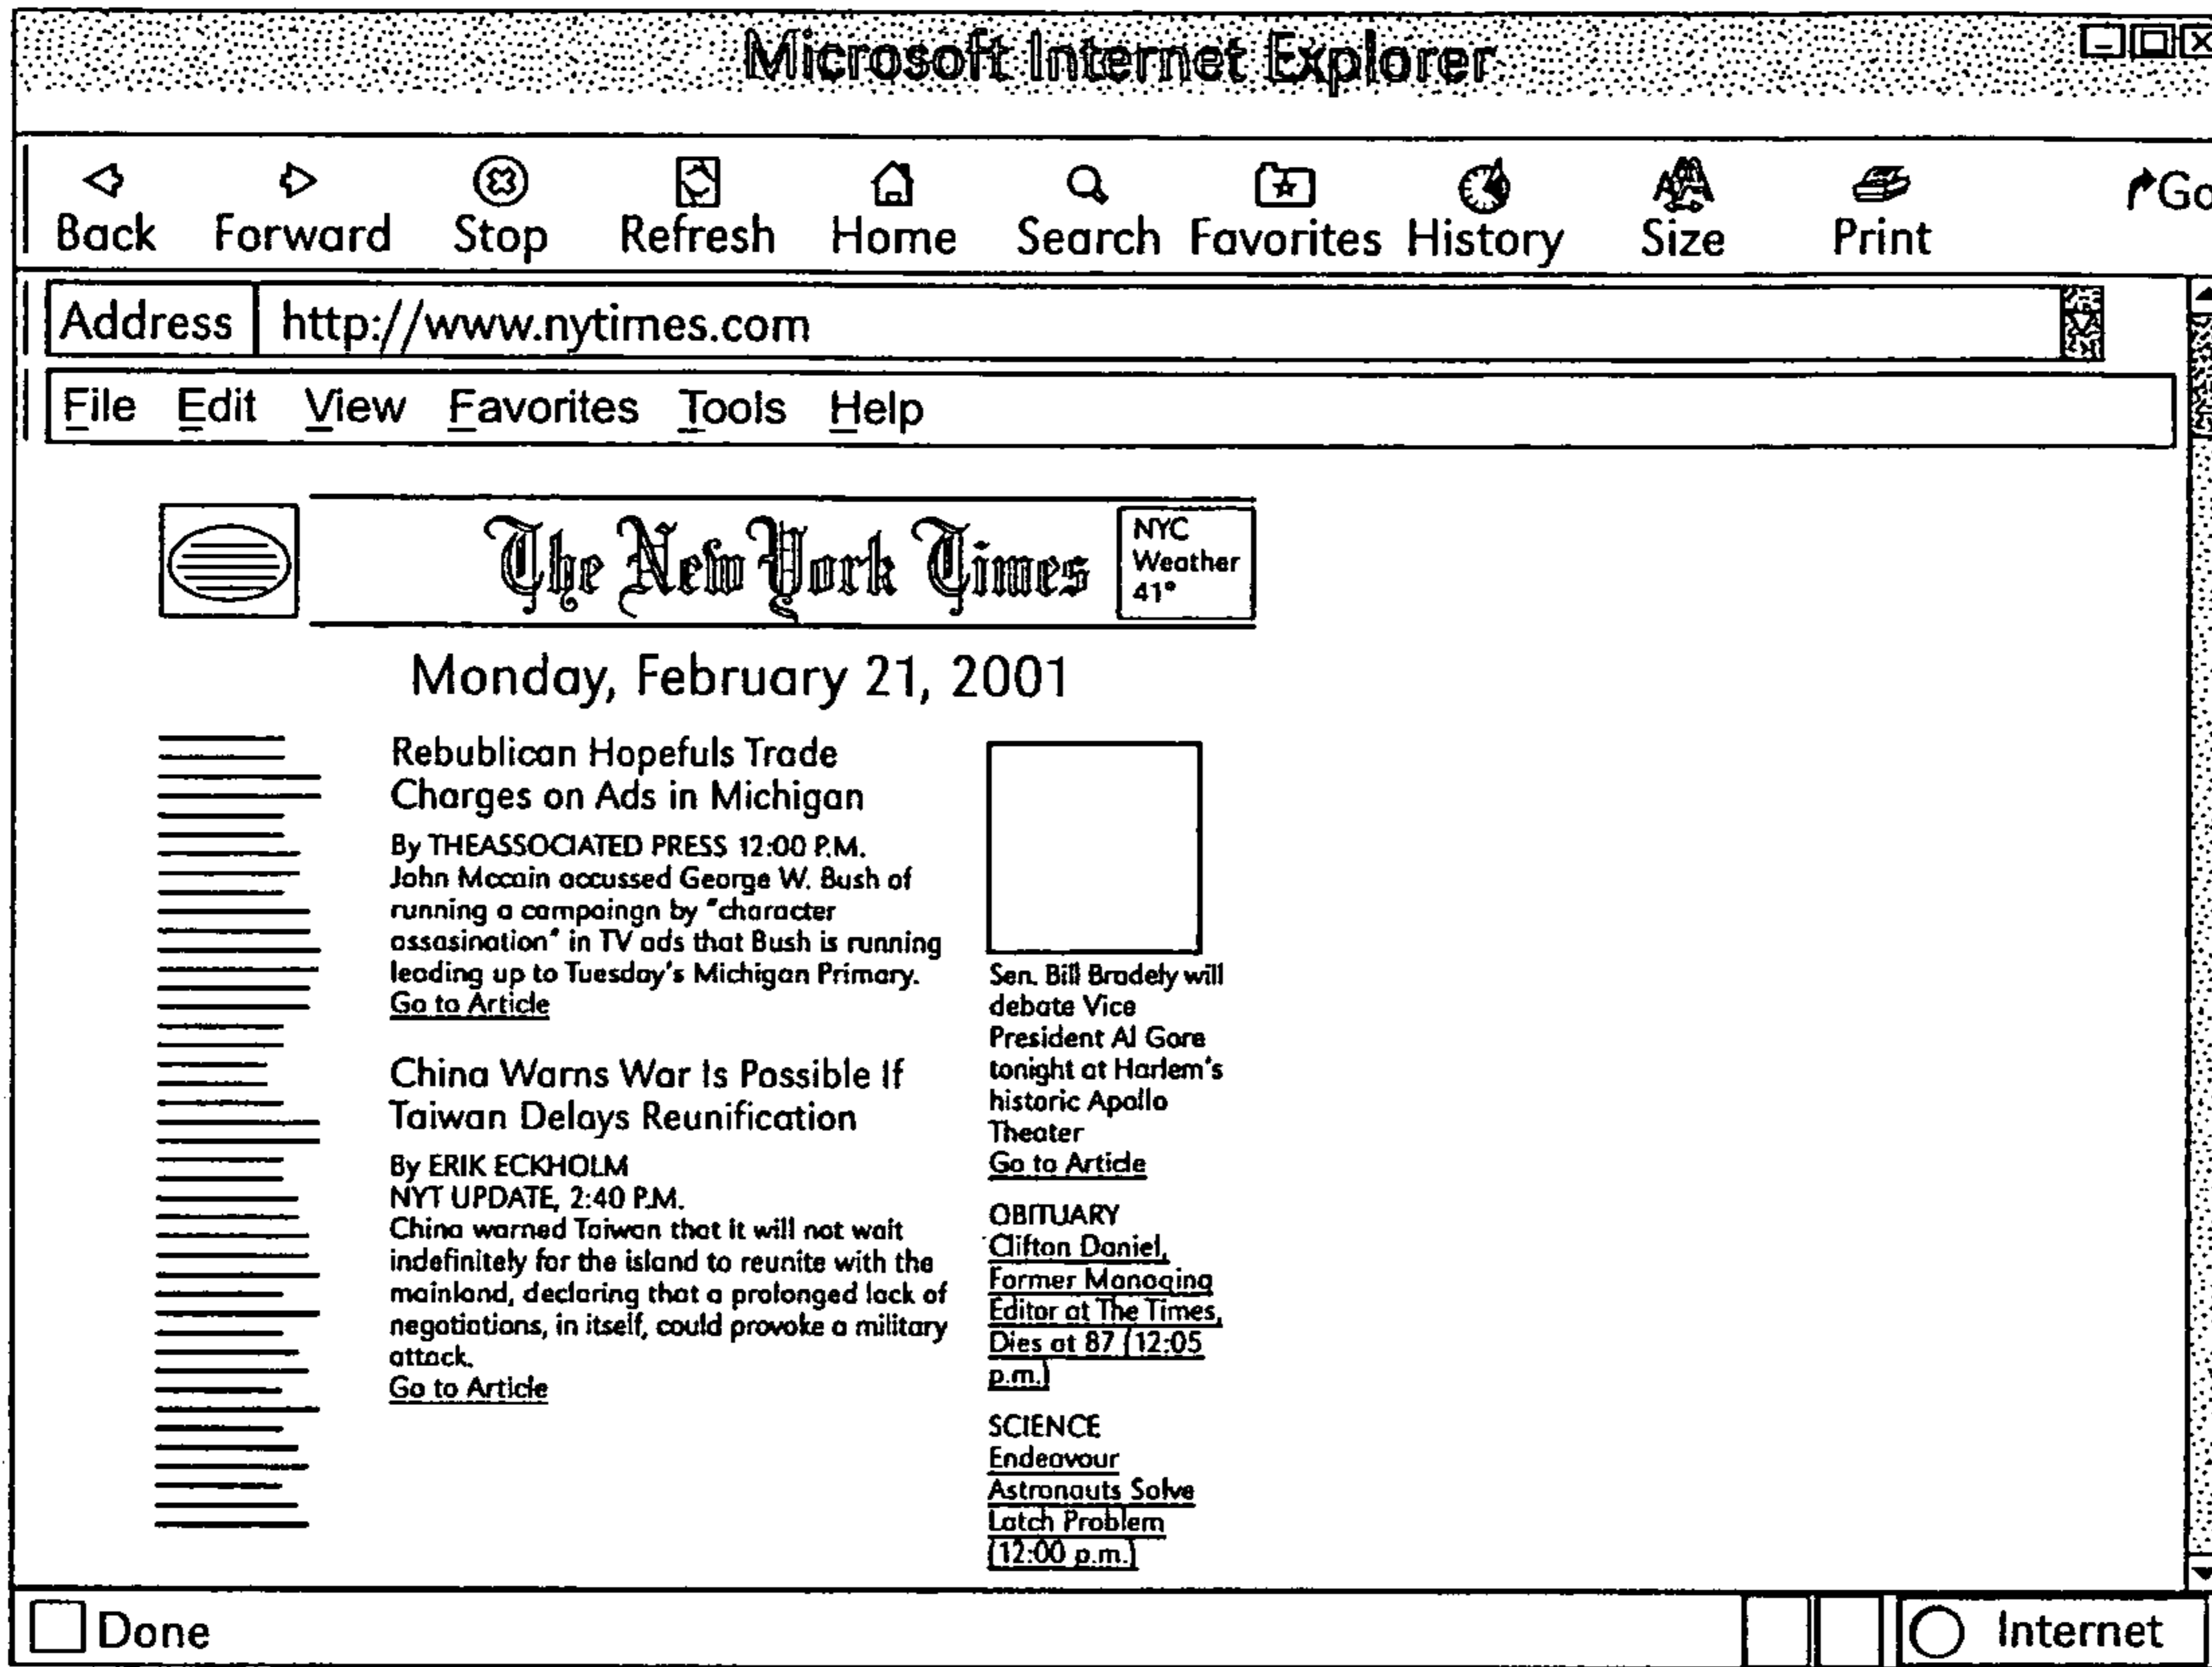 Microsoft Internet Explorer
Back Forward Stop Refresh Home Search Favorites History Size Print Go
Address http://www.nytimes.com
File Edit View Favorites Tools Help
The New York Times
NYC
Weather
41°
Monday, February 21, 2001
Rebublican Hopefuls Trade
Charges on Ads in Michigan
By THEASSOCIATED PRESS 12:00 P.M.
John Mccain accussed George W. Bush of
running a campaingn by "character
assasination" in TV ads that Bush is running
leading up to Tuesday's Michigan Primary.
Go to Article
China Warns War Is Possible If
Taiwan Delays Reunification
By ERIK ECKHOLM
NYT UPDATE, 2:40 P.M.
China warned Taiwan that it will not wait
indefinitely for the island to reunite with the
mainland, declaring that a prolonged lack of
negotiations, in itself, could provoke a military
attack.
Go to Article
Sen. Bill Bradely will
debate Vice
President Al Gore
tonight at Harlem's
historic Apollo
Theater
Go to Article
OBITUARY
Clifton Daniel,
Former Managing
Editor at The Times,
Dies at 87 (12:05
p.m.)
SCIENCE
Endeavour
Astronauts Solve
Latch Problem
(12:00 p.m.)
Done
Internet